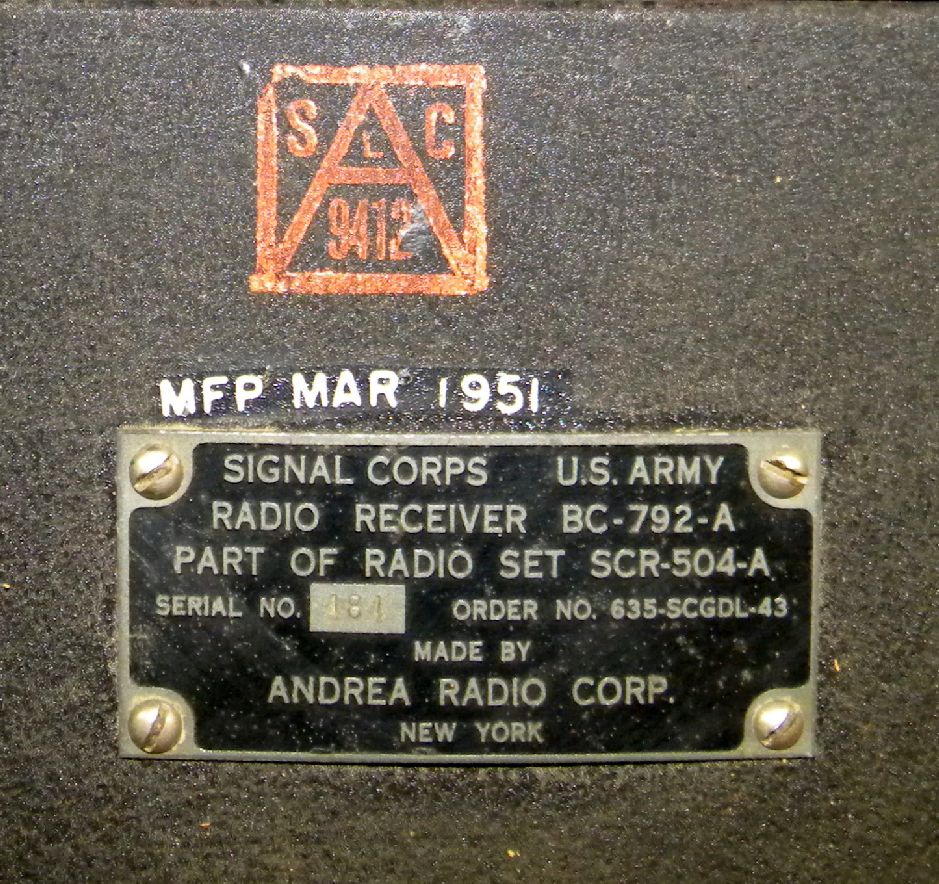 S A C
L
9412
MFP MAR 1951
SIGNAL CORPS U.S. ARMY
RADIO RECEIVER BC-792-A
PART OF RADIO SET SCR-504-A
SERIAL NO. 181 ORDER NO. 635-SCGDL-43
MADE BY
ANDREA RADIO CORP.
NEW YORK